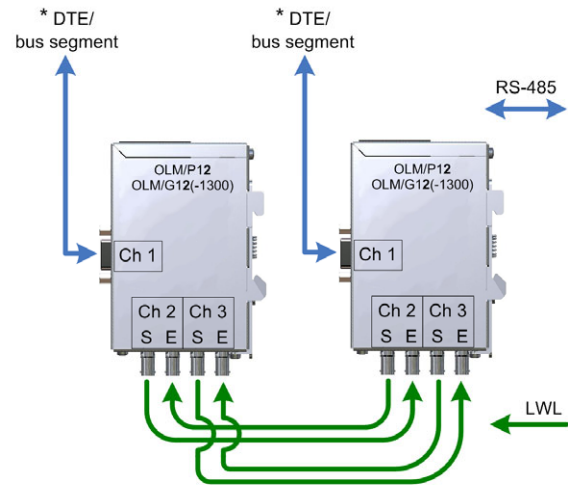 * DTE/
bus segment
* DTE/
bus segment
RS-485
OLM/P12
OLM/G12(-1300)
Ch 1
Ch 2 Ch 3
S E S E
OLM/P12
OLM/G12(-1300)
Ch 1
Ch 2 Ch 3
S E S E
LWL